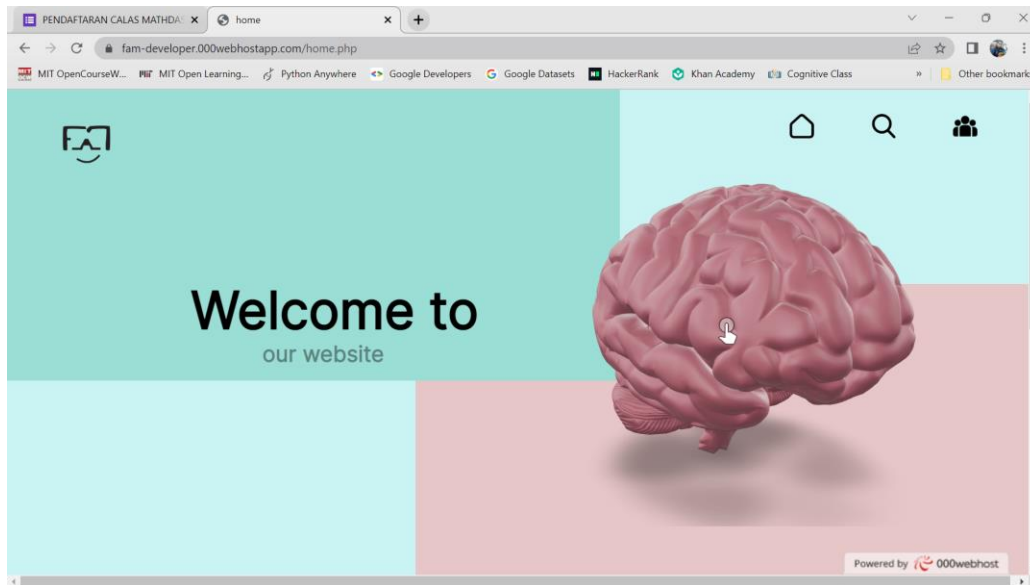 PENDAFTARAN CALAS MATHDA
home
fam-developer.000webhostapp.com/home.php
MIT OpenCourseW... MIT Open Learning... Python Anywhere Google Developers Google Datasets HackerRank Khan Academy Cognitive Class » Other bookmark
Welcome to
our website
Powered by 000webhost